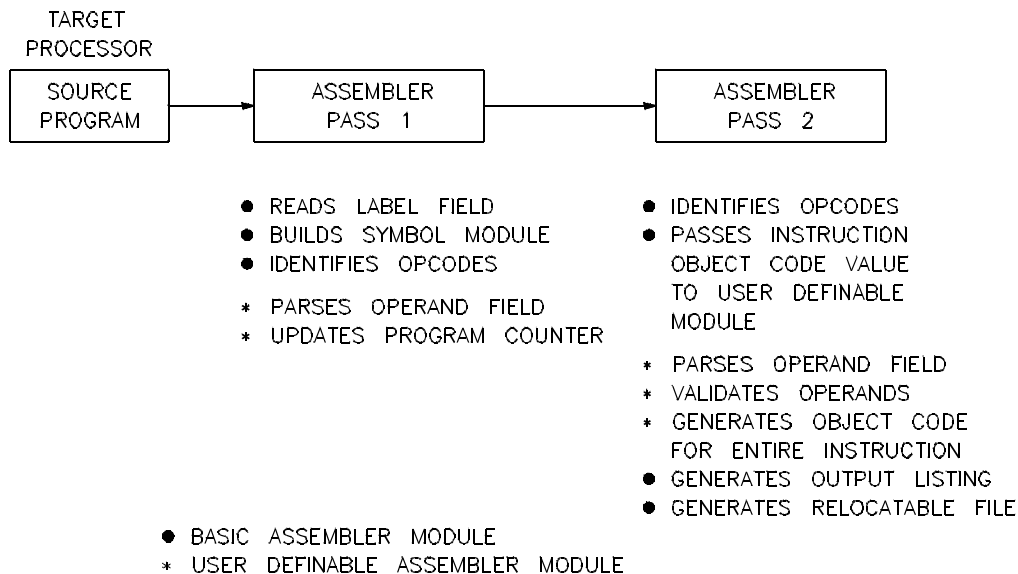 TARGET
PROCESSOR
SOURCE
PROGRAM
ASSEMBLER
PASS 1
ASSEMBLER
PASS 2
● READS LABEL FIELD
● BUILDS SYMBOL MODULE
● IDENTIFIES OPCODES
* PARSES OPERAND FIELD
* UPDATES PROGRAM COUNTER
● IDENTIFIES OPCODES
● PASSES INSTRUCTION
OBJECT CODE VALUE
TO USER DEFINABLE
MODULE
* PARSES OPERAND FIELD
* VALIDATES OPERANDS
* GENERATES OBJECT CODE
FOR ENTIRE INSTRUCTION
● GENERATES OUTPUT LISTING
● GENERATES RELOCATABLE FILE
● BASIC ASSEMBLER MODULE
* USER DEFINABLE ASSEMBLER MODULE